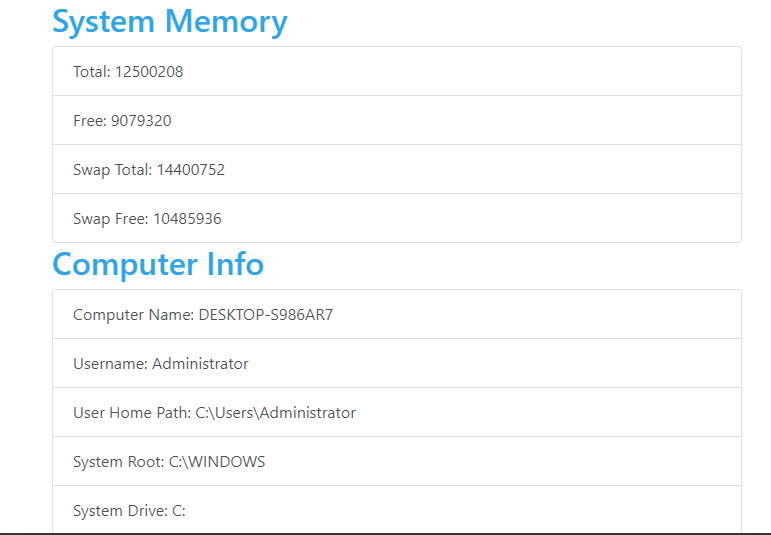 System Memory
Total: 12500208
Free: 9079320
Swap Total: 14400752
Swap Free: 10485936
Computer Info
Computer Name: DESKTOP-S986AR7
Username: Administrator
User Home Path: C:\Users\Administrator
System Root: C:\WINDOWS
System Drive: C: